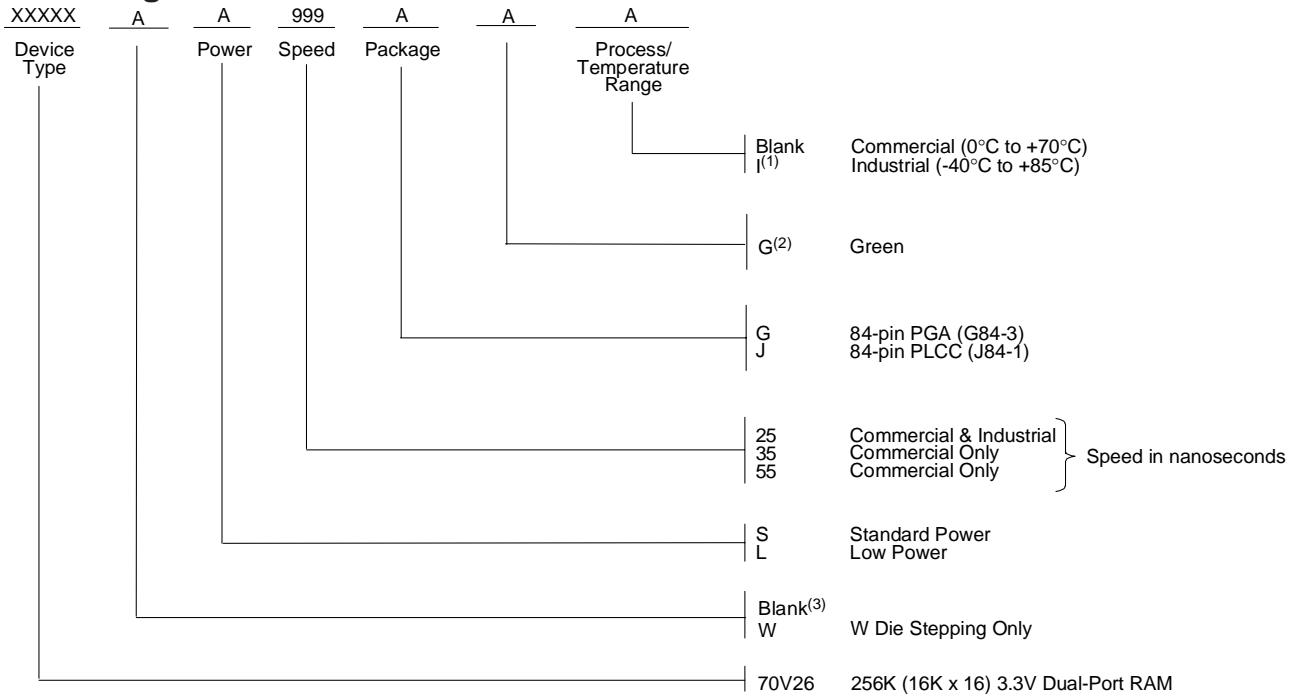 XXXXX A A 999 A A A
Device Type Power Speed Package Process/ Temperature Range
Blank Commercial (0°C to +70°C)
I(1) Industrial (-40°C to +85°C)
G(2) Green
G 84-pin PGA (G84-3)
J 84-pin PLCC (J84-1)
25 Commercial & Industrial
35 Commercial Only
55 Commercial Only
Speed in nanoseconds
S Standard Power
L Low Power
Blank(3)
W W Die Stepping Only
70V26 256K (16K x 16) 3.3V Dual-Port RAM